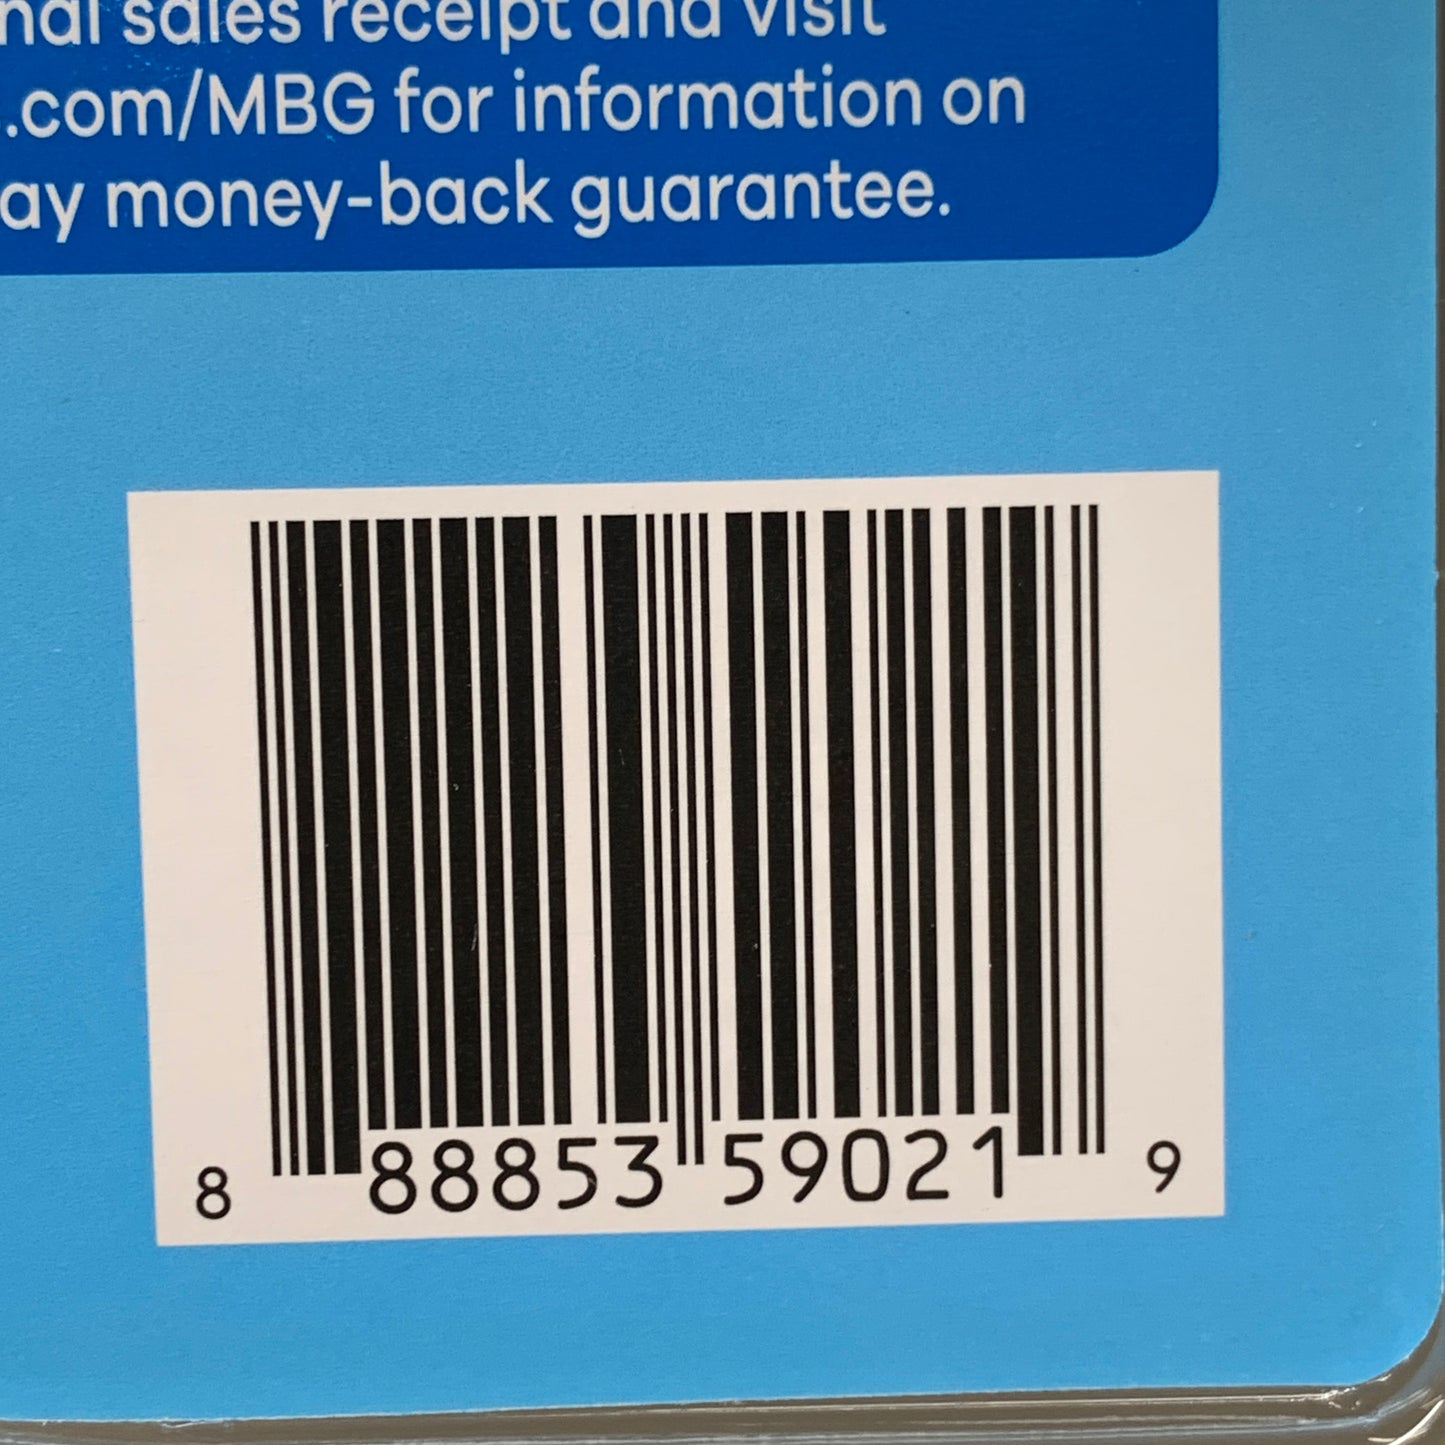 nal sales receipt and visit
.com/MBG for information on
ay money-back guarantee.
8 88853 59021 9